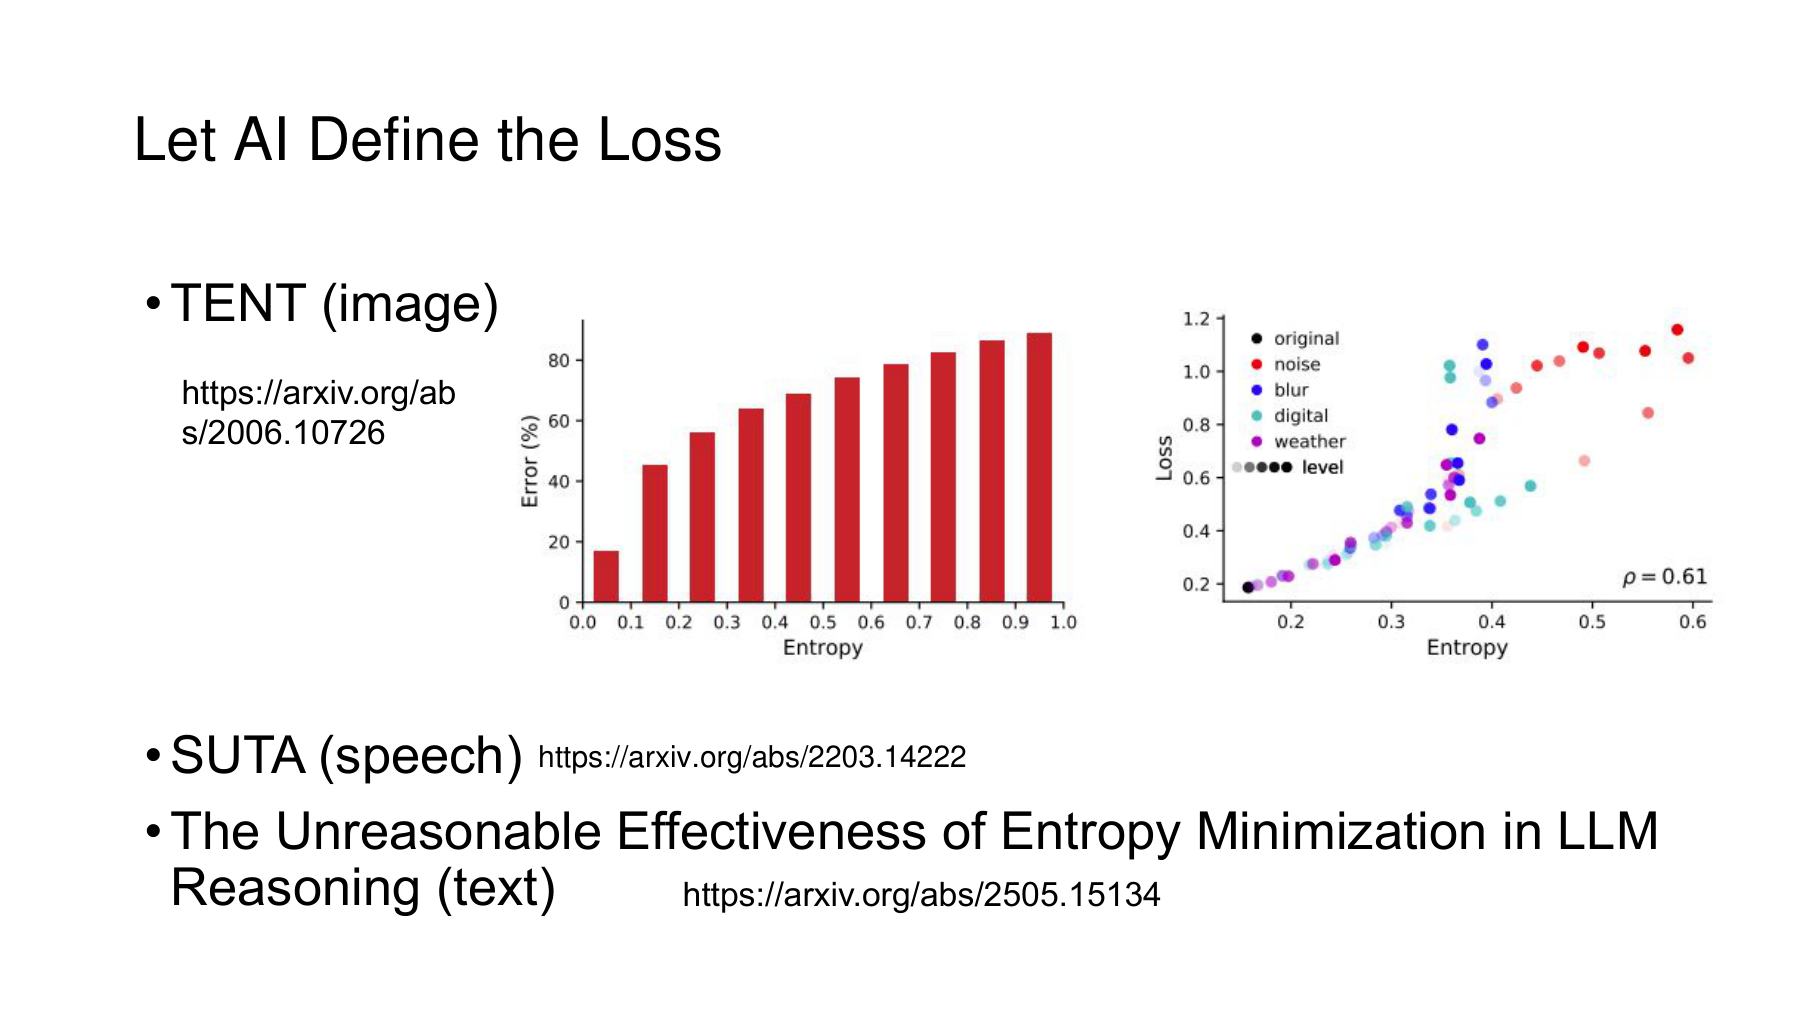 Let AI Define the Loss
• TENT (image)
https://arxiv.org/ab
s/2006.10726
Error (%)
80
60
40
20
0
0.0 0.1 0.2 0.3 0.4 0.5 0.6 0.7 0.8 0.9 1.0
Entropy
Loss
1.2
1.0
0.8
0.6
0.4
0.2
original
noise
blur
digital
weather
level
ρ = 0.61
0.2 0.3 0.4 0.5 0.6
Entropy
• SUTA (speech) https://arxiv.org/abs/2203.14222
• The Unreasonable Effectiveness of Entropy Minimization in LLM
Reasoning (text) https://arxiv.org/abs/2505.15134